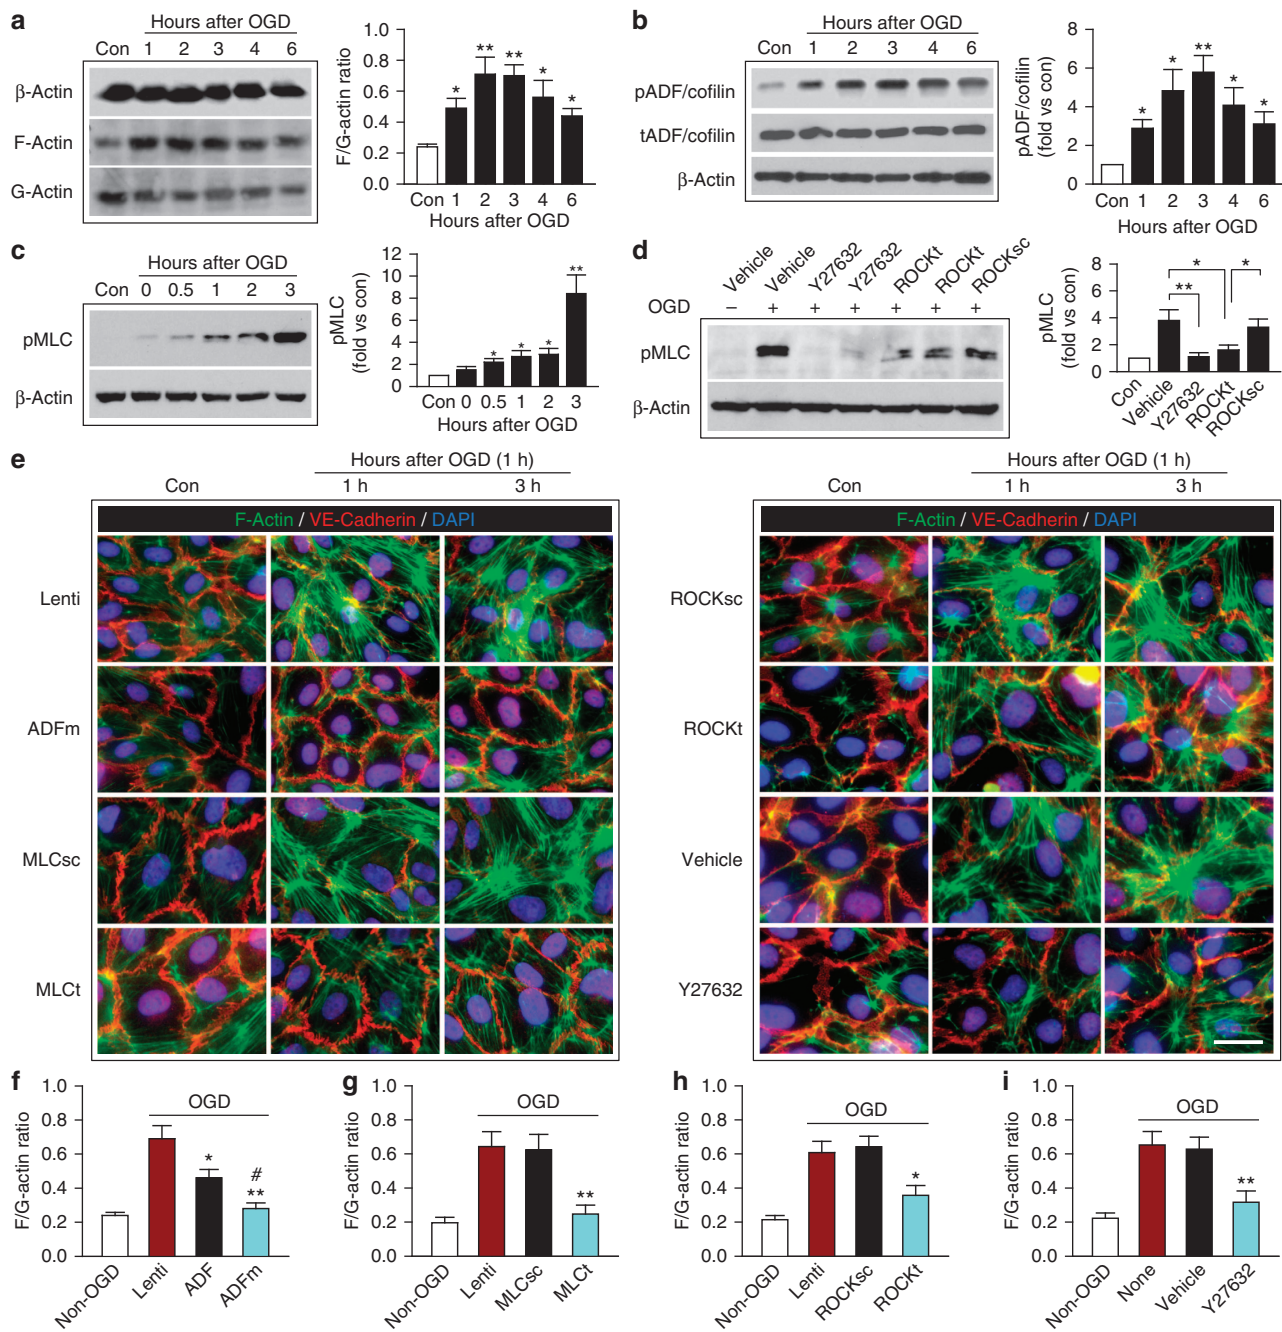 a
Hours after OGD
Con 1 2 3 4 6
β-Actin
F-Actin
G-Actin
F/G-actin ratio
1.0
0.8
0.6
0.4
0.2
0.0
* ** ** * *
Con 1 2 3 4 6
Hours after OGD
b
Hours after OGD
Con 1 2 3 4 6
pADF/cofilin
tADF/cofilin
β-Actin
pADF/cofilin
(fold vs con)
8
6
4
2
0
* * ** * *
Con 1 2 3 4 6
Hours after OGD
c
Hours after OGD
Con 0 0.5 1 2 3
pMLC
β-Actin
pMLC
(fold vs con)
12
10
8
6
4
2
0
* * * **
Con 0 0.5 1 2 3
Hours after OGD
d
Vehicle Vehicle Y27632 Y27632 ROCKt ROCKt ROCKsc
OGD – + + + + + +
pMLC
β-Actin
pMLC
(fold vs con)
8
6
4
2
0
* *
**
Con Vehicle Y27632 ROCKt ROCKsc
e
Hours after OGD (1 h)
Con 1 h 3 h
F-Actin / VE-Cadherin / DAPI
Lenti
ADFm
MLCsc
MLCt
Hours after OGD (1 h)
Con 1 h 3 h
F-Actin / VE-Cadherin / DAPI
ROCKsc
ROCKt
Vehicle
Y27632
f
F/G-actin ratio
1.0
0.8
0.6
0.4
0.2
0.0
OGD
*
#
**
Non-OGD Lenti ADF ADFm
g
F/G-actin ratio
1.0
0.8
0.6
0.4
0.2
0.0
OGD
**
Non-OGD Lenti MLCsc MLCt
h
F/G-actin ratio
1.0
0.8
0.6
0.4
0.2
0.0
OGD
*
Non-OGD Lenti ROCKsc ROCKt
i
F/G-actin ratio
1.0
0.8
0.6
0.4
0.2
0.0
OGD
**
Non-OGD None Vehicle Y27632